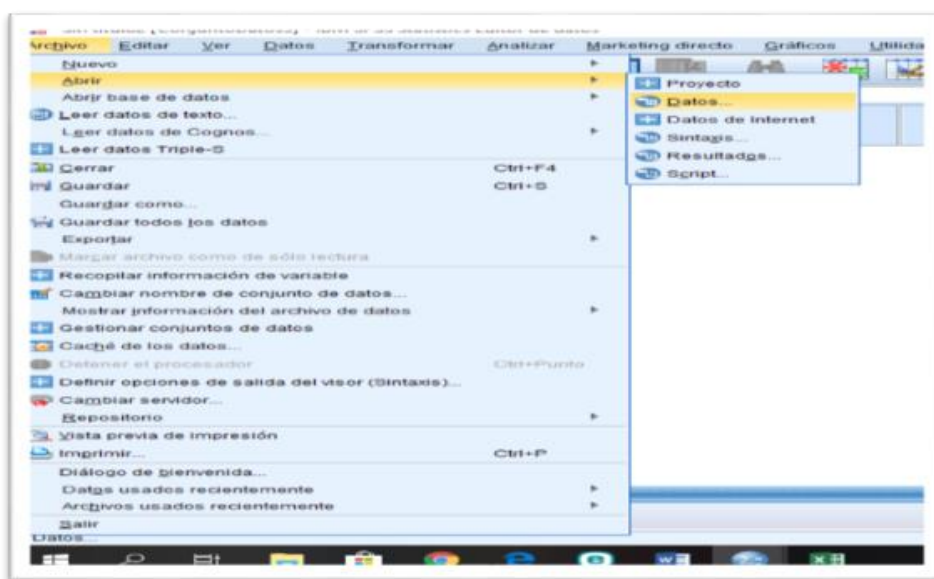 Archivo Editar Ver Datos Transformar Analizar Marketing directo Gráficos Utilida
Nuevo
Abrir
Abrir base de datos
Leer datos de texto...
Leer datos de Cognos...
Leer datos Triple-S
Cerrar Ctrl+F4
Guardar Ctrl+S
Guardar como...
Guardar todos los datos
Exportar
Marcar archivo como de sólo lectura
Recopilar información de variable
Cambiar nombre de conjunto de datos...
Mostrar información del archivo de datos
Gestionar conjuntos de datos
Caché de los datos...
Detener el procesador Ctrl+Punto
Definir opciones de salida del visor (Sintaxis)...
Cambiar servidor...
Repositorio
Vista previa de impresión
Imprimir... Ctrl+P
Diálogo de bienvenida...
Datos usados recientemente
Archivos usados recientemente
Salir
Datos...
Proyecto
Datos...
Datos de Internet
Sintaxis...
Resultados...
Script...